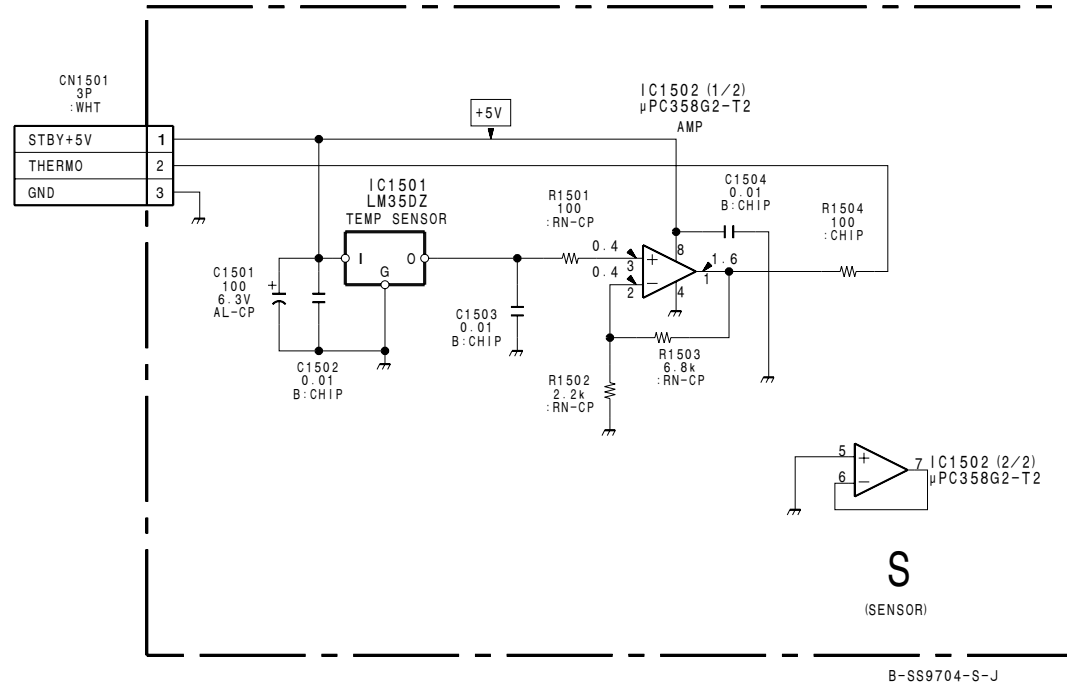 CN1501
3P
:WHT
STBY+5V 1
THERMO 2
GND 3
+5V
IC1502 (1/2)
µPC358G2-T2
AMP
IC1501
LM35DZ
TEMP SENSOR
I
G
O
C1501
100
6.3V
AL-CP
+
C1502
0.01
B:CHIP
C1503
0.01
B:CHIP
R1501
100
:RN-CP
0.4
3
+
0.4
2
−
8
4
1.6
1
C1504
0.01
B:CHIP
R1504
100
:CHIP
R1503
6.8k
:RN-CP
R1502
2.2k
:RN-CP
5
+
6
−
7
IC1502 (2/2)
µPC358G2-T2
S
(SENSOR)
B-SS9704-S-J